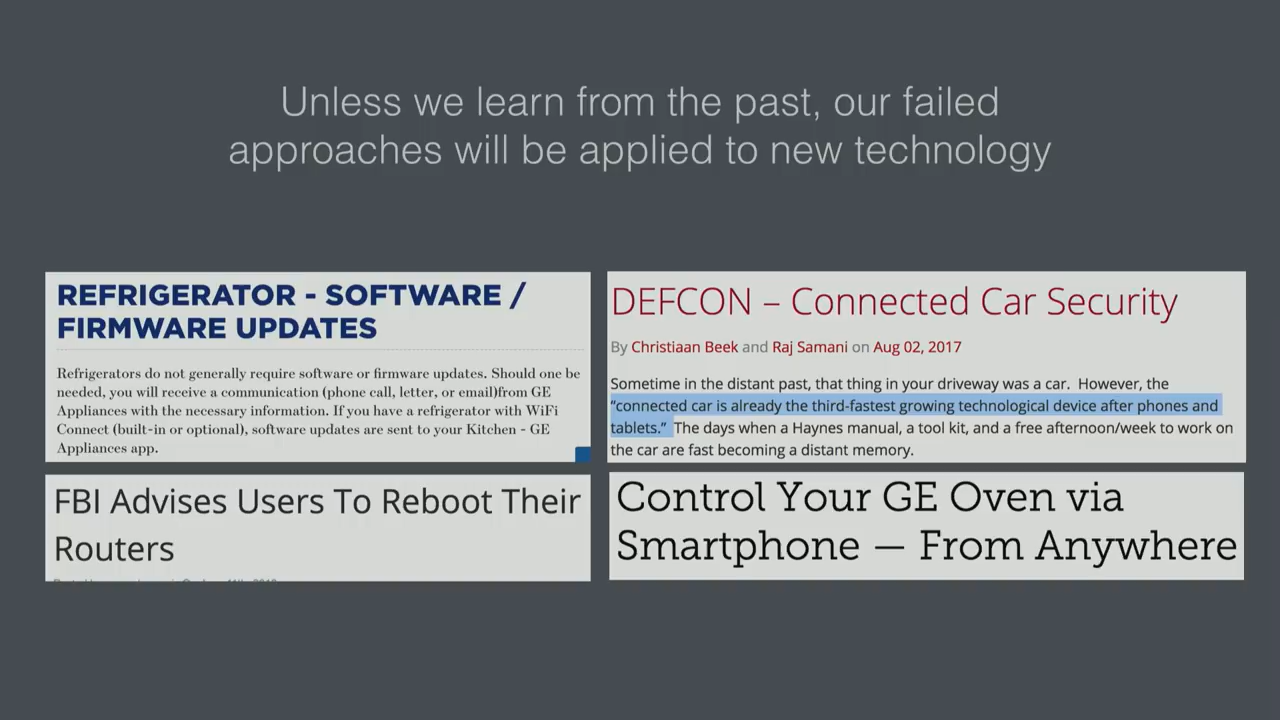 Unless we learn from the past, our failed
approaches will be applied to new technology
REFRIGERATOR - SOFTWARE /
FIRMWARE UPDATES
Refrigerators do not generally require software or firmware updates. Should one be
needed, you will receive a communication (phone call, letter, or email)from GE
Appliances with the necessary information. If you have a refrigerator with WiFi
Connect (built-in or optional), software updates are sent to your Kitchen - GE
Appliances app.
DEFCON – Connected Car Security
By Christiaan Beek and Raj Samani on Aug 02, 2017
Sometime in the distant past, that thing in your driveway was a car. However, the
“connected car is already the third-fastest growing technological device after phones and
tablets.” The days when a Haynes manual, a tool kit, and a free afternoon/week to work on
the car are fast becoming a distant memory.
FBI Advises Users To Reboot Their
Routers
Control Your GE Oven via
Smartphone — From Anywhere